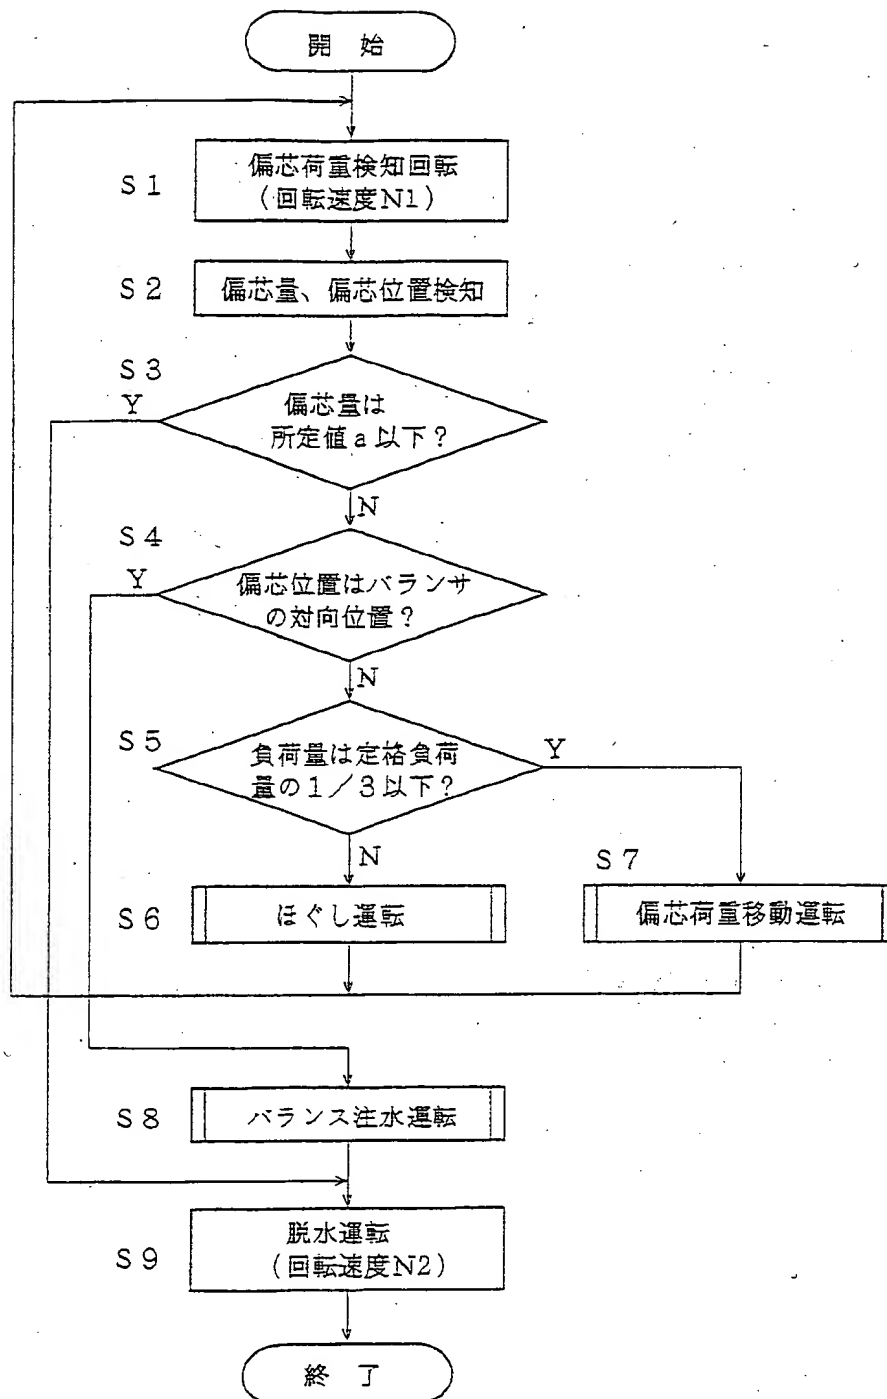 開　始
S1
偏芯荷重検知回転
（回転速度N1）
S2
偏芯量、偏芯位置検知
S3
Y
偏芯量は
所定値a以下？
N
S4
Y
偏芯位置はバランサ
の対向位置？
N
S5
負荷量は定格負荷
量の1／3以下？
Y
N
S6
ほぐし運転
S7
偏芯荷重移動運転
S8
バランス注水運転
S9
脱水運転
（回転速度N2）
終　了